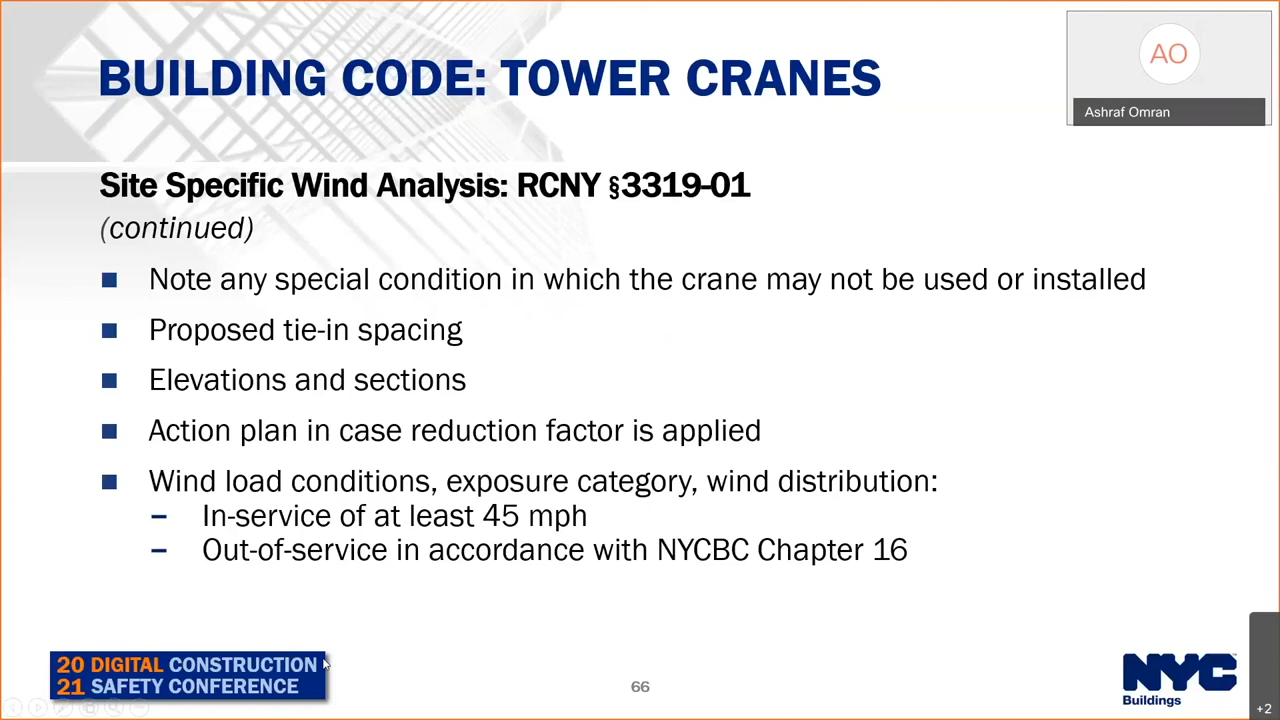 BUILDING CODE: TOWER CRANES
AO
Ashraf Omran
Site Specific Wind Analysis: RCNY §3319-01
(continued)
■ Note any special condition in which the crane may not be used or installed
■ Proposed tie-in spacing
■ Elevations and sections
■ Action plan in case reduction factor is applied
■ Wind load conditions, exposure category, wind distribution:
– In-service of at least 45 mph
– Out-of-service in accordance with NYCBC Chapter 16
20 DIGITAL CONSTRUCTION
21 SAFETY CONFERENCE
66
NYC
Buildings
+2